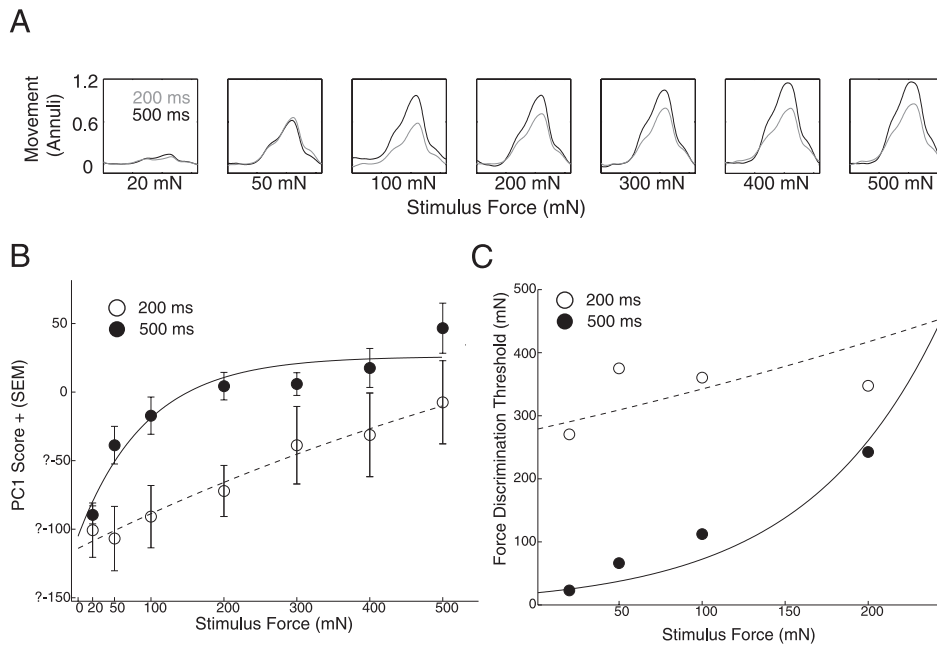 A
Movement
(Annuli)
1.2
0.6
0
200 ms
500 ms
20 mN
50 mN
100 mN
200 mN
300 mN
400 mN
500 mN
Stimulus Force (mN)
B
PC1 Score + (SEM)
50
0
?-50
?-100
?-150
200 ms
500 ms
0 20 50 100 200 300 400 500
Stimulus Force (mN)
C
Force Discrimination Threshold (mN)
500
400
300
200
100
0
200 ms
500 ms
50 100 150 200
Stimulus Force (mN)